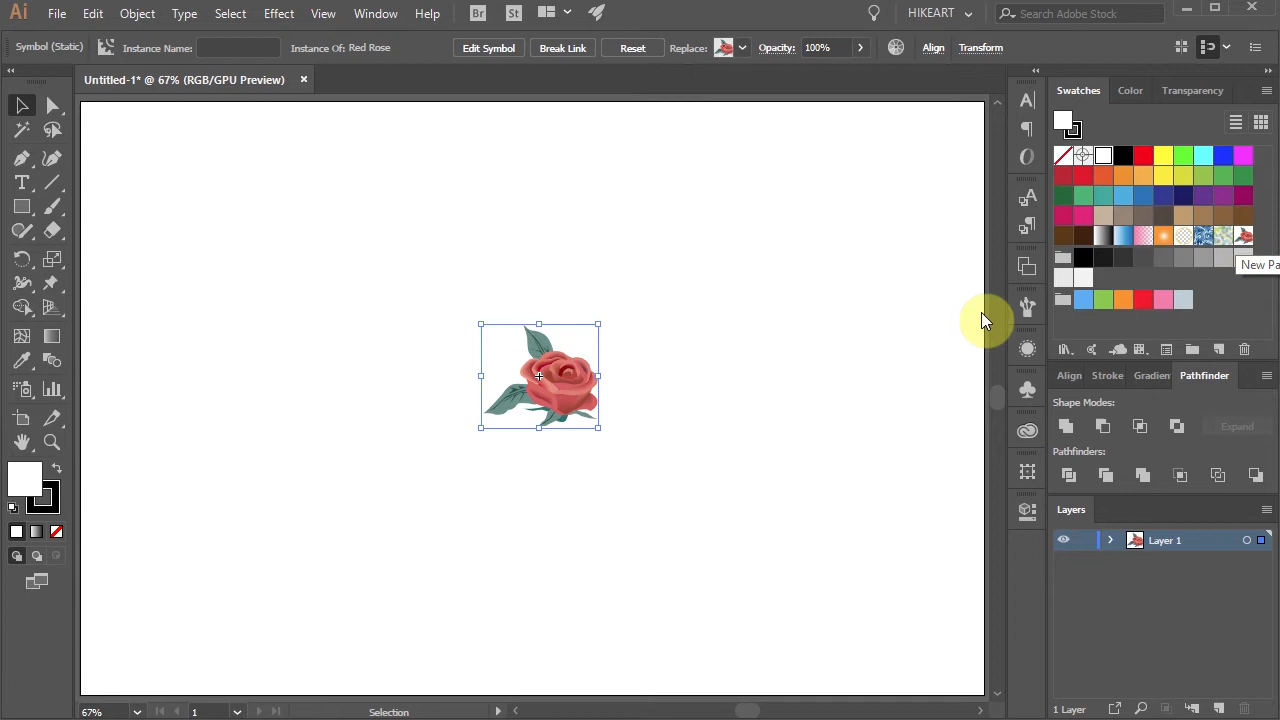 Ai File Edit Object Type Select Effect View Window Help Br St HIKEART Search Adobe Stock
Symbol (Static) Instance Name: Instance Of: Red Rose Edit Symbol Break Link Reset Replace: Opacity: 100% Align Transform
Untitled-1* @ 67% (RGB/GPU Preview)
Swatches Color Transparency
New Pa
Align Stroke Gradien Pathfinder
Shape Modes:
Expand
Pathfinders:
Layers
Layer 1
67% 1 Selection 1 Layer